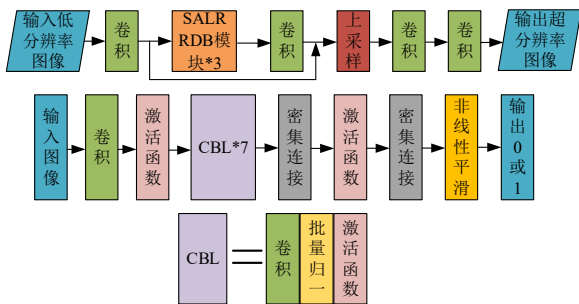 输入低
分辨率
图像
卷积
SALR
RDB模
块*3
卷积
上采样
卷积
卷积
输出超
分辨率
图像
输入图像
卷积
激活函数
CBL*7
密集连接
激活函数
密集连接
非线性平滑
输出0或1
CBL
卷积
批量归一
激活函数